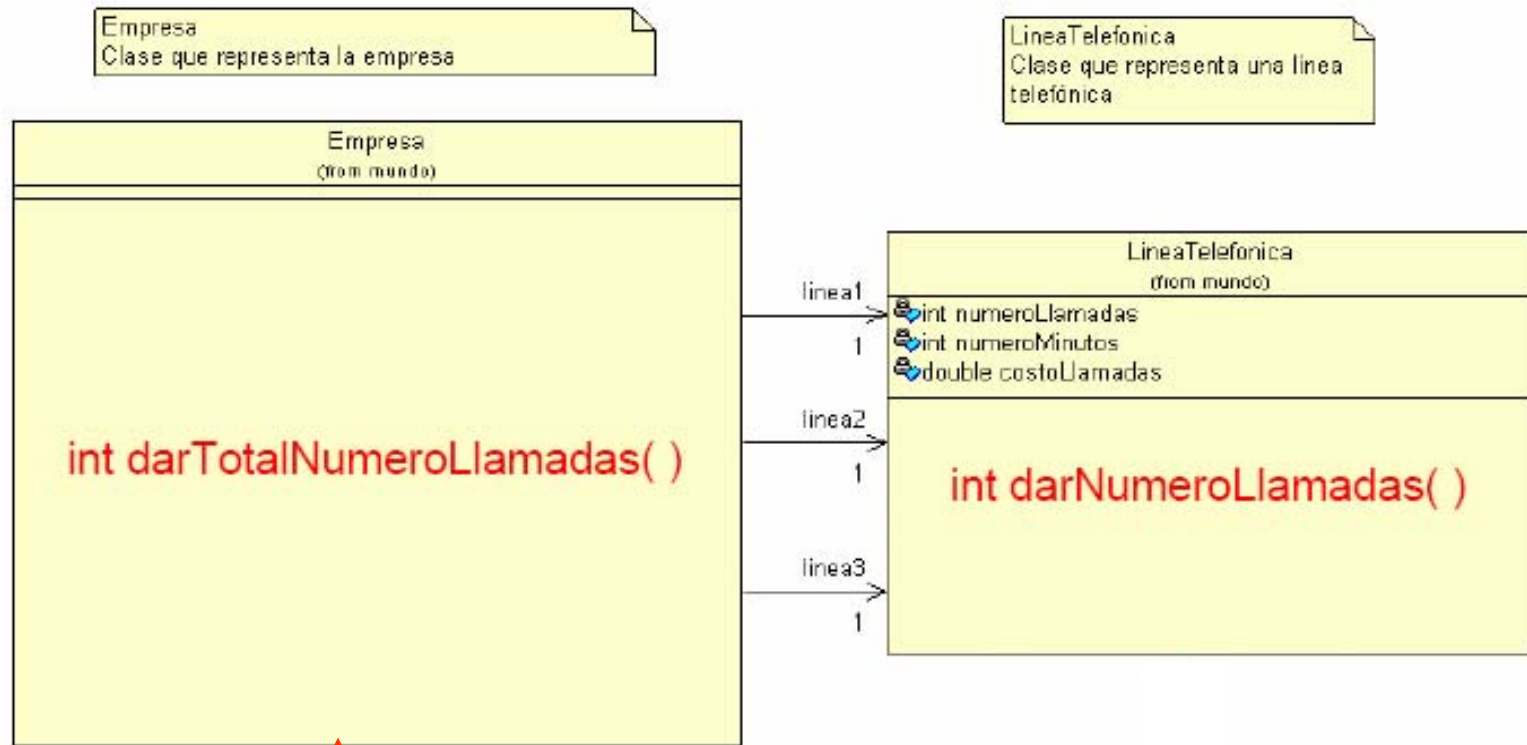 Empresa
Clase que representa la empresa
LineaTelefonica
Clase que representa una linea
telefónica
Empresa
(from mundo)
int darTotalNumeroLlamadas( )
linea1
1
linea2
1
linea3
1
LineaTelefonica
(from mundo)
int numeroLlamadas
int numeroMinutos
double costoLlamadas
int darNumeroLlamadas( )